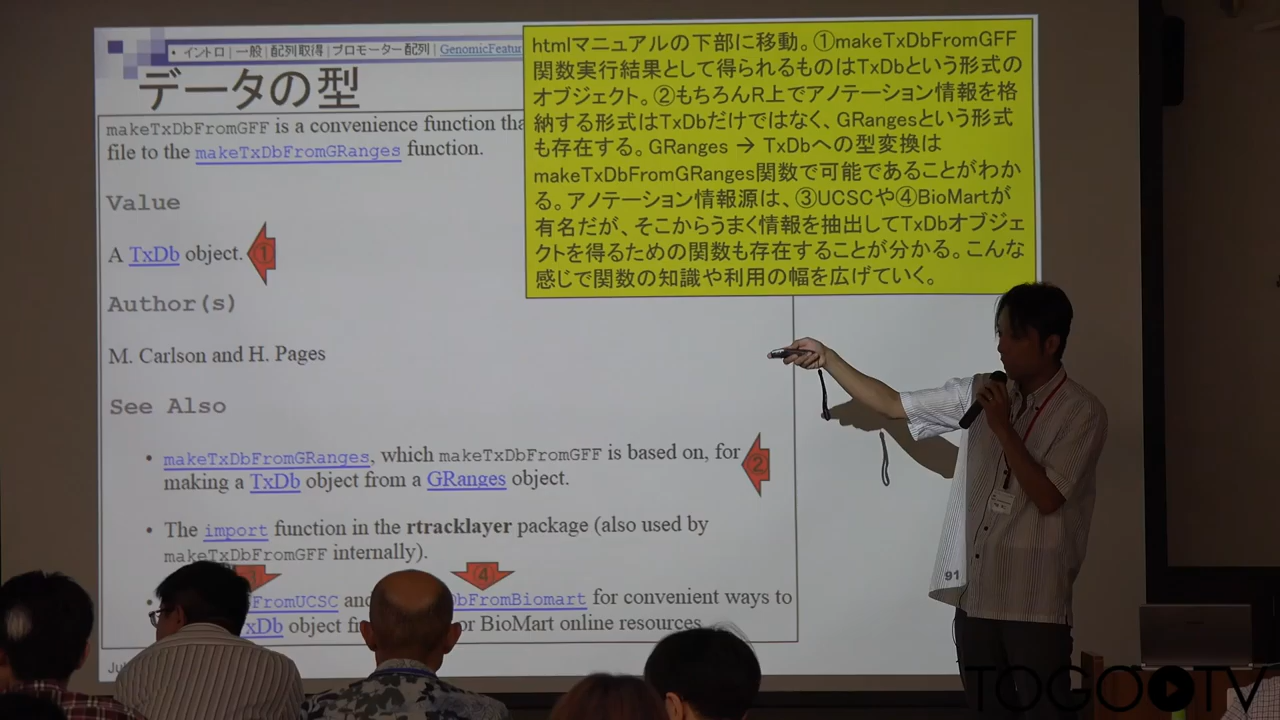 • イントロ | 一般 | 配列取得 | プロモーター配列 | GenomicFeatur
データの型
makeTxDbFromGFF is a convenience function tha
file to the makeTxDbFromGRanges function.
Value
A TxDb object.
①
Author(s)
M. Carlson and H. Pages
See Also
• makeTxDbFromGRanges, which makeTxDbFromGFF is based on, for
making a TxDb object from a GRanges object.
②
• The import function in the rtracklayer package (also used by
makeTxDbFromGFF internally).
④
FromUCSC and bFromBiomart for convenient ways to
xDb object or BioMart online resources.
htmlマニュアルの下部に移動。①makeTxDbFromGFF
関数実行結果として得られるものはTxDbという形式の
オブジェクト。②もちろんR上でアノテーション情報を格
納する形式はTxDbだけではなく、GRangesという形式
も存在する。GRanges → TxDbへの型変換は
makeTxDbFromGRanges関数で可能であることがわか
る。アノテーション情報源は、③UCSCや④BioMartが
有名だが、そこからうまく情報を抽出してTxDbオブジェ
クトを得るための関数も存在することが分かる。こんな
感じで関数の知識や利用の幅を広げていく。
91
TOGOTV